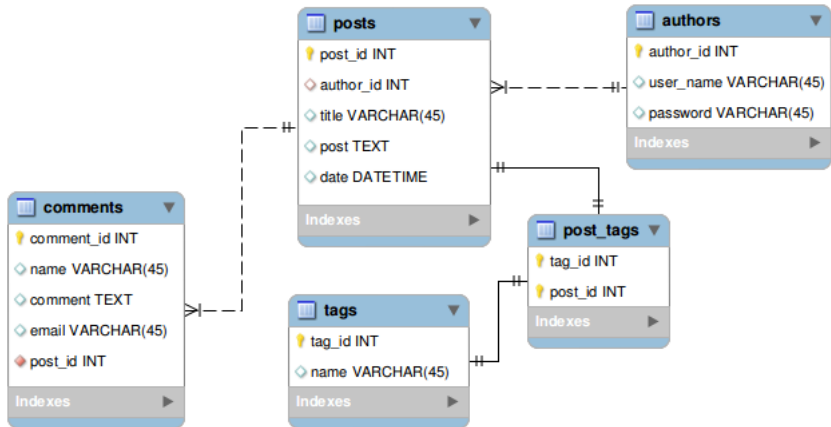 posts
post_id INT
author_id INT
title VARCHAR(45)
post TEXT
date DATETIME
Indexes
authors
author_id INT
user_name VARCHAR(45)
password VARCHAR(45)
Indexes
comments
comment_id INT
name VARCHAR(45)
comment TEXT
email VARCHAR(45)
post_id INT
Indexes
tags
tag_id INT
name VARCHAR(45)
Indexes
post_tags
tag_id INT
post_id INT
Indexes